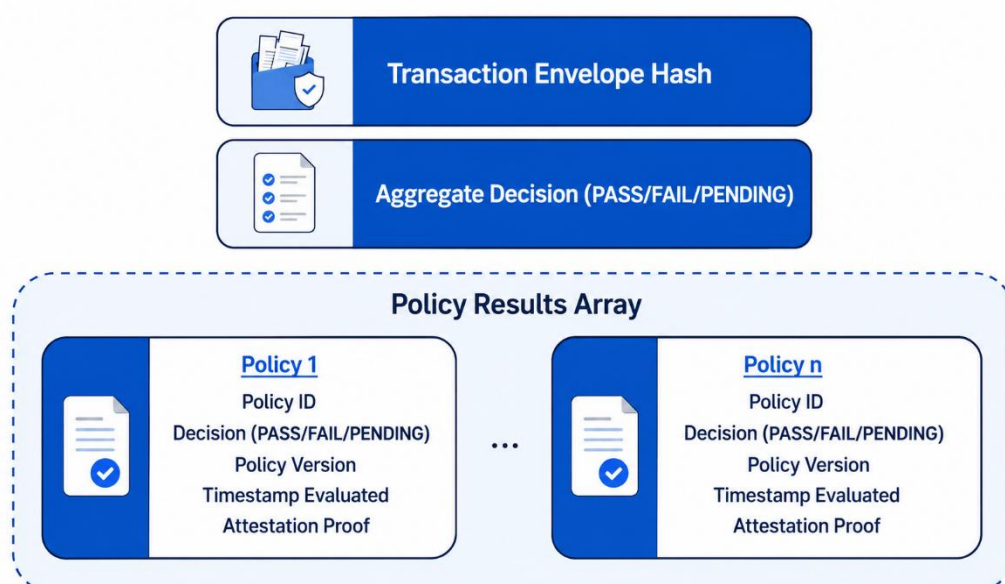 Transaction Envelope Hash
Aggregate Decision (PASS/FAIL/PENDING)
Policy Results Array
Policy 1
Policy ID
Decision (PASS/FAIL/PENDING)
Policy Version
Timestamp Evaluated
Attestation Proof
...
Policy n
Policy ID
Decision (PASS/FAIL/PENDING)
Policy Version
Timestamp Evaluated
Attestation Proof